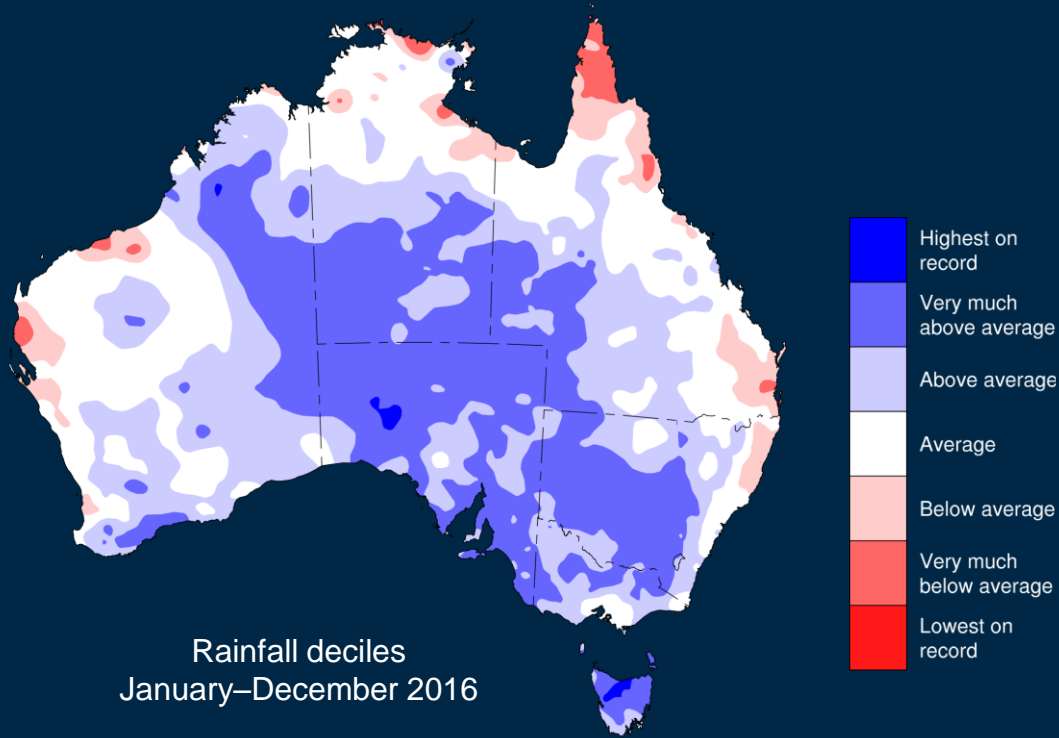 Highest on
record
Very much
above average
Above average
Average
Below average
Very much
below average
Lowest on
record
Rainfall deciles
January–December 2016